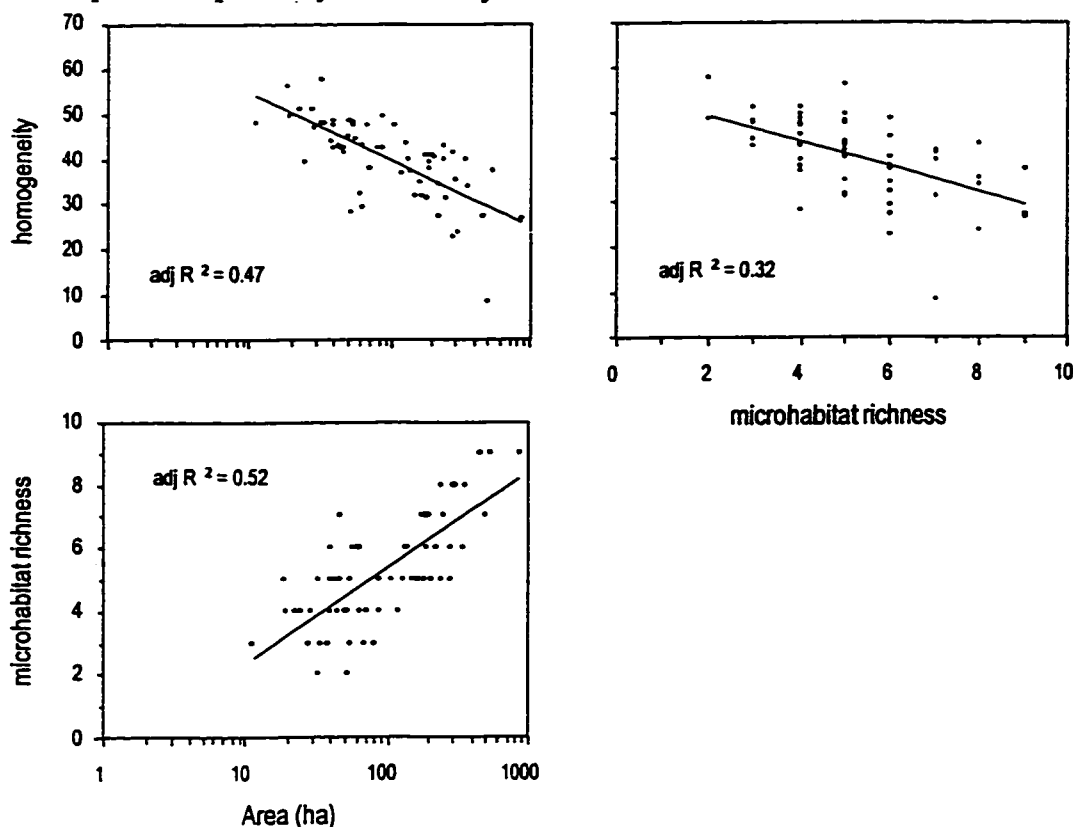 70
60
50
40
30
20
10
0
homogeneity
adj R ² = 0.47
adj R ² = 0.32
0 2 4 6 8 10
microhabitat richness
10
8
6
4
2
0
microhabitat richness
adj R ² = 0.52
1 10 100 1000
Area (ha)